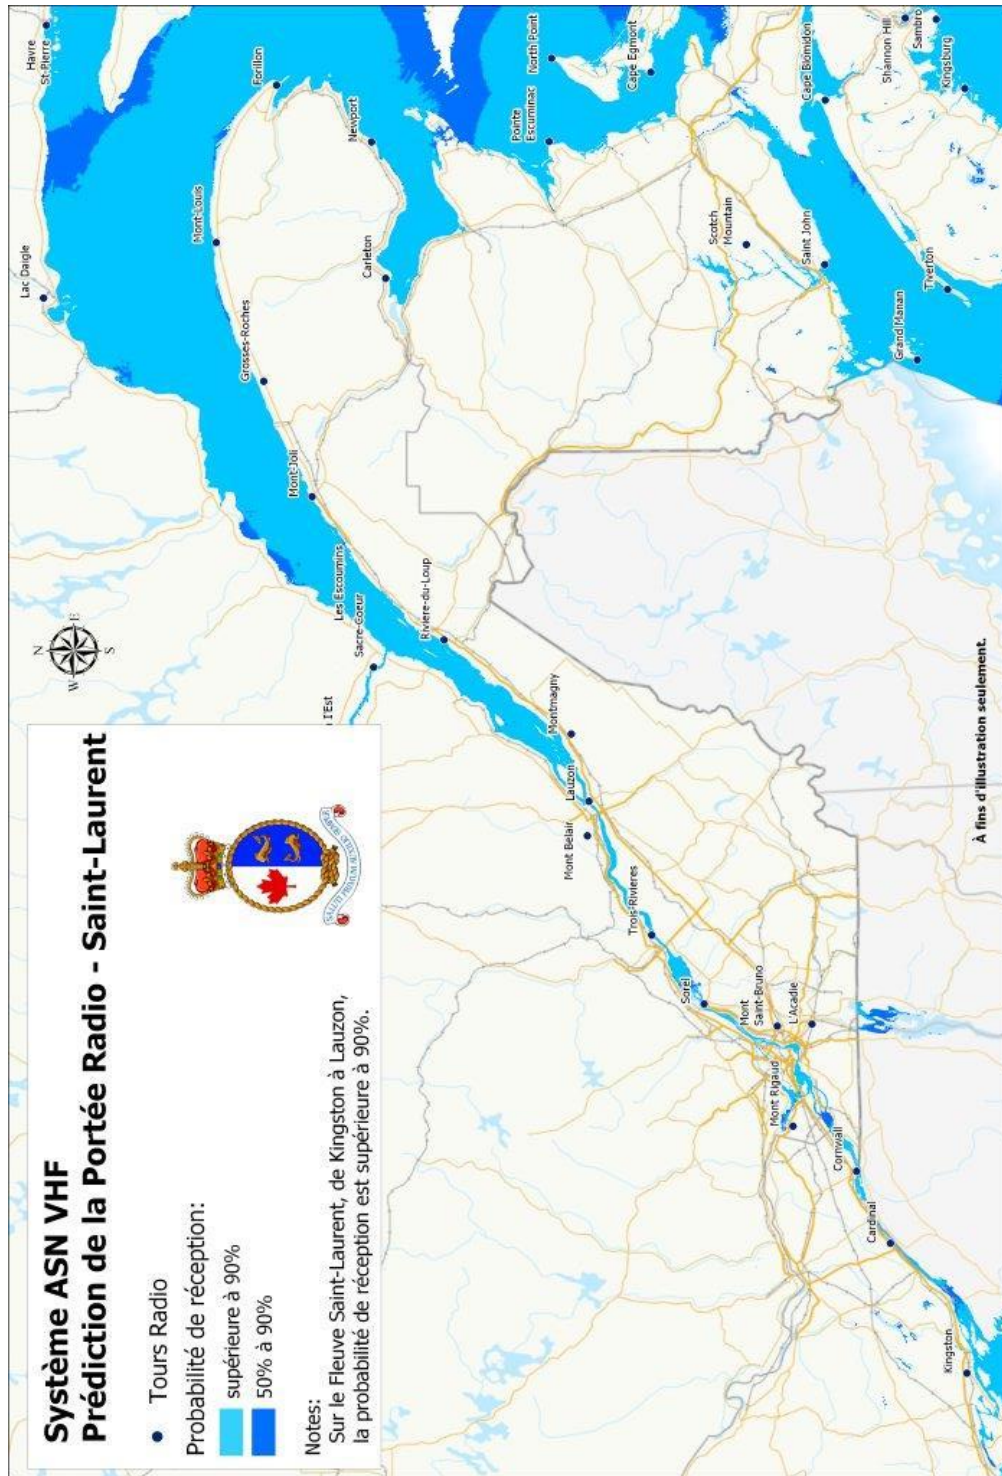 Système ASN VHF
Prédiction de la Portée Radio - Saint-Laurent
Tours Radio
Probabilité de réception:
supérieure à 90%
50% à 90%
Notes:
Sur le Fleuve Saint-Laurent, de Kingston à Lauzon,
la probabilité de réception est supérieure à 90%.
N
W
E
S
à l'Est
Lac Daigle
Havre
St-Pierre
Mont-Louis
Forillon
Grosses-Roches
Mont-Joli
Newport
Carleton
Les Escoumins
Sacre-Coeur
Riviere-du-Loup
North Point
Pointe
Escuminac
Cape Egmont
Montmagny
Lauzon
Mont Belair
Trois-Rivieres
Sorel
Mont
Saint-Bruno
L'Acadie
Mont Rigaud
Cornwall
Cardinal
Kingston
Scotch
Mountain
Saint John
Cape Blomidon
Shannon Hill
Sambro
Kingsburg
Tiverton
Grand Manan
À fins d'illustration seulement.